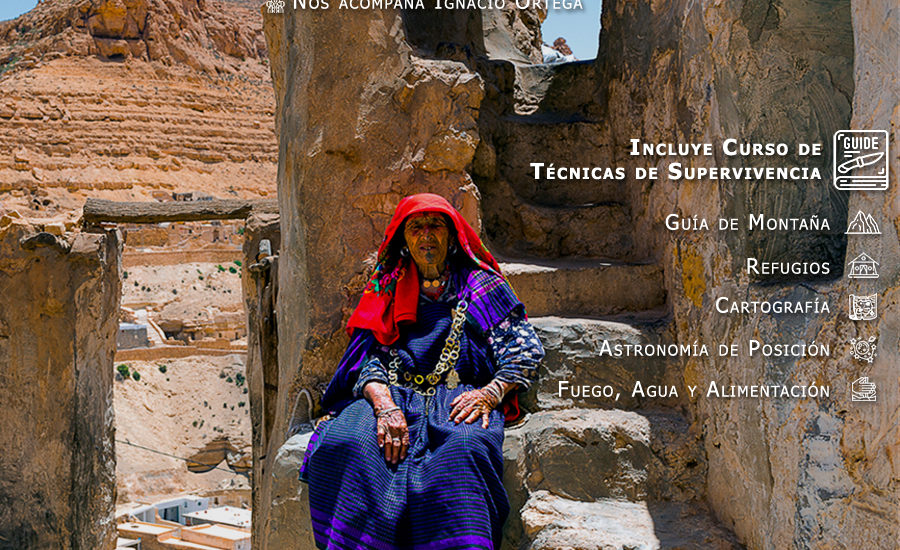 Nos acompaña Ignacio Ortega
Incluye Curso de
Técnicas de Supervivencia
GUIDE
Guía de Montaña
Refugios
Cartografía
Astronomía de Posición
Fuego, Agua y Alimentación